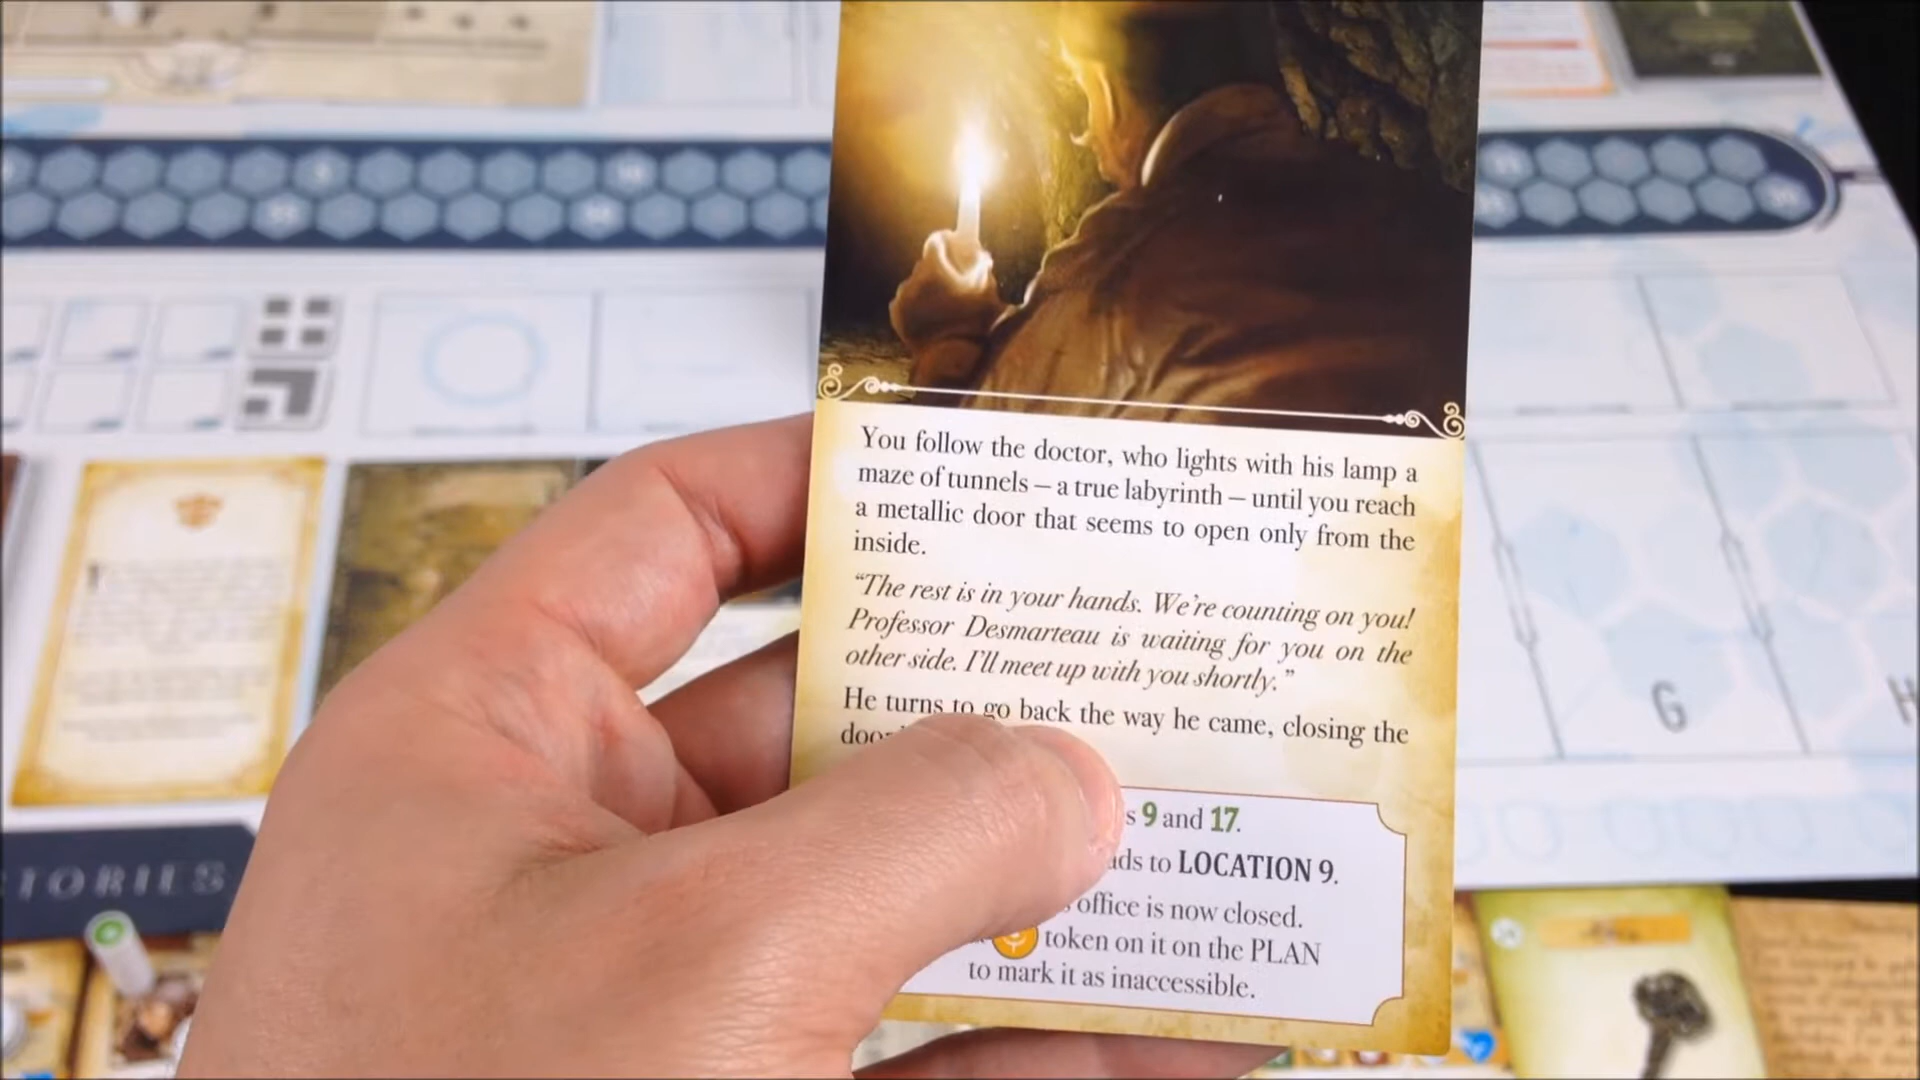 You follow the doctor, who lights with his lamp a
maze of tunnels – a true labyrinth – until you reach
a metallic door that seems to open only from the
inside.
“The rest is in your hands. We’re counting on you!
Professor Desmarteau is waiting for you on the
other side. I’ll meet up with you shortly.”
He turns to go back the way he came, closing the
9 and 17.
to LOCATION 9.
office is now closed.
token on it on the PLAN
to mark it as inaccessible.
G
H
TORIES